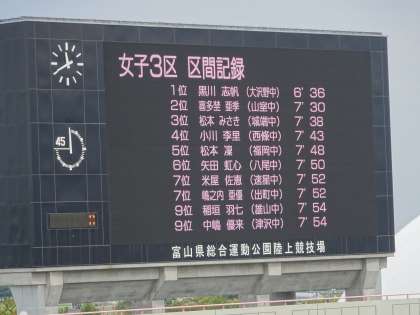 女子3区 区間記録
1位 黒川 志帆 (大沢野中) 6' 36
2位 喜多埜 亜季 (山室中) 7' 30
3位 松本 みさき (城端中) 7' 38
4位 小川 李里 (西條中) 7' 43
5位 松本 凜 (福岡中) 7' 48
6位 矢田 虹心 (八尾中) 7' 50
7位 米屋 佐恵 (速星中) 7' 52
7位 嶋之内 亜優 (出町中) 7' 52
9位 稲垣 羽七 (雄山中) 7' 54
9位 中嶋 優来 (津沢中) 7' 54
45
富山県総合運動公園陸上競技場